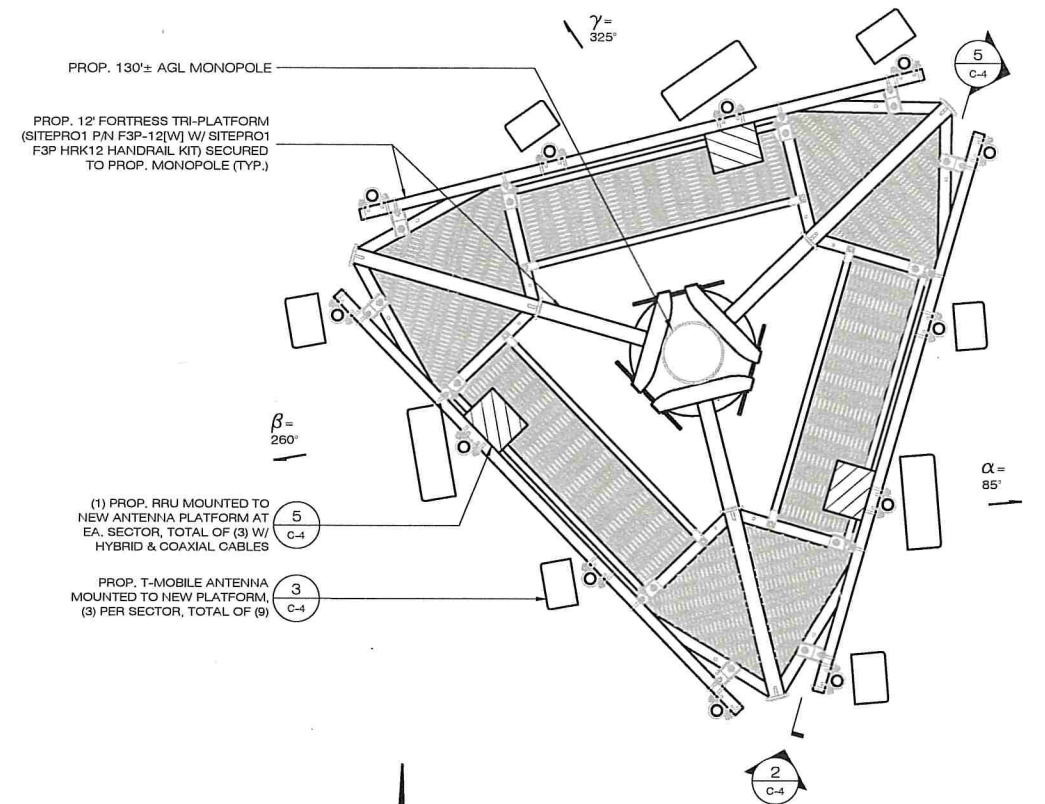 γ=
325°
5
C-4
PROP. 130'± AGL MONOPOLE
PROP. 12' FORTRESS TRI-PLATFORM
(SITEPRO1 P/N F3P-12[W] W/ SITEPRO1
F3P HRK12 HANDRAIL KIT) SECURED
TO PROP. MONOPOLE (TYP.)
β=
260°
α=
85°
(1) PROP. RRU MOUNTED TO
NEW ANTENNA PLATFORM AT
EA. SECTOR, TOTAL OF (3) W/
HYBRID & COAXIAL CABLES
5
C-4
PROP. T-MOBILE ANTENNA
MOUNTED TO NEW PLATFORM,
(3) PER SECTOR, TOTAL OF (9)
3
C-4
2
C-4